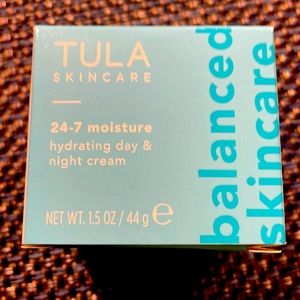 TULA
SKINCARE
24-7 moisture
hydrating day &
night cream
NET WT. 1.5 OZ / 44 g ℮
balanced
skincare